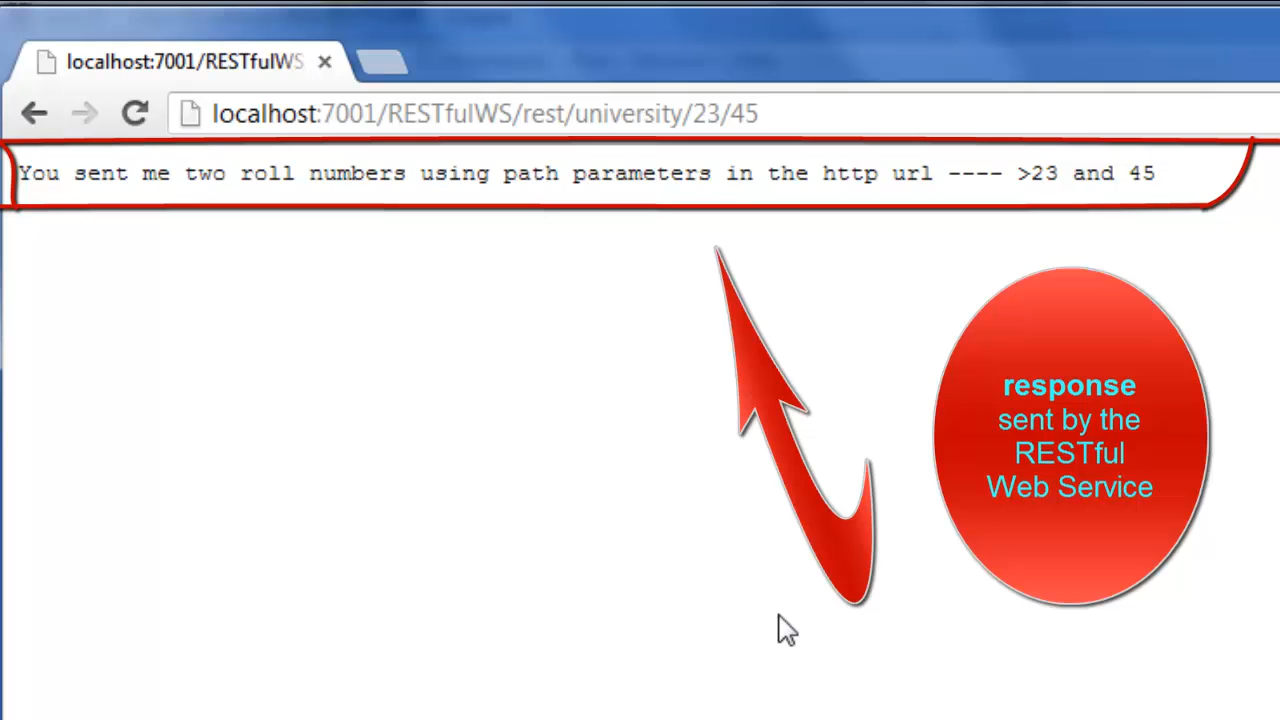 localhost:7001/RESTfulWS
localhost:7001/RESTfulWS/rest/university/23/45
You sent me two roll numbers using path parameters in the http url ---- >23 and 45
response
sent by the
RESTful
Web Service